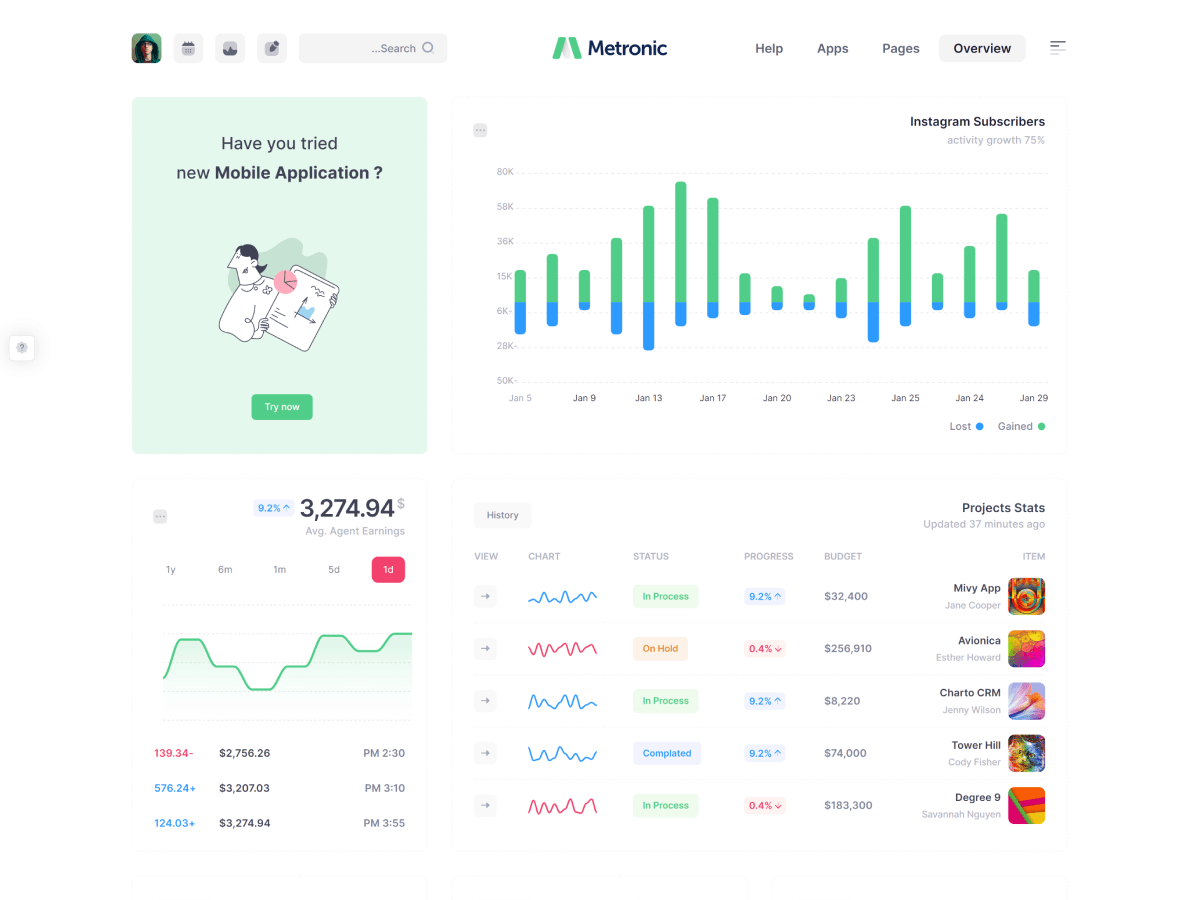 ...Search
Metronic
Help
Apps
Pages
Overview
Have you tried
new Mobile Application ?
Try now
Instagram Subscribers
activity growth 75%
80K
58K
36K
15K
6K-
28K-
50K-
Jan 5
Jan 9
Jan 13
Jan 17
Jan 20
Jan 23
Jan 25
Jan 24
Jan 29
Lost
Gained
9.2%
3,274.94 $
Avg. Agent Earnings
1y
6m
1m
5d
1d
139.34-
$2,756.26
PM 2:30
576.24+
$3,207.03
PM 3:10
124.03+
$3,274.94
PM 3:55
History
Projects Stats
Updated 37 minutes ago
VIEW
CHART
STATUS
PROGRESS
BUDGET
ITEM
In Process
9.2%
$32,400
Mivy App
Jane Cooper
On Hold
0.4%
$256,910
Avionica
Esther Howard
In Process
9.2%
$8,220
Charto CRM
Jenny Wilson
Complated
9.2%
$74,000
Tower Hill
Cody Fisher
In Process
0.4%
$183,300
Degree 9
Savannah Nguyen
?